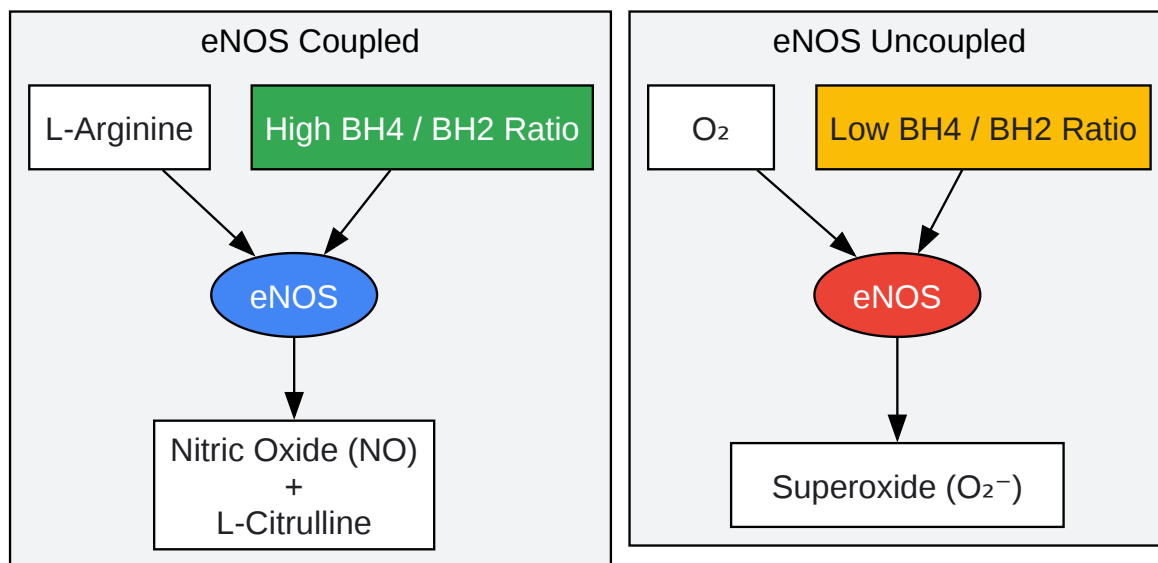 eNOS Coupled
L-Arginine
High BH4 / BH2 Ratio
eNOS
Nitric Oxide (NO)
+
L-Citrulline
eNOS Uncoupled
O₂
Low BH4 / BH2 Ratio
eNOS
Superoxide (O₂⁻)